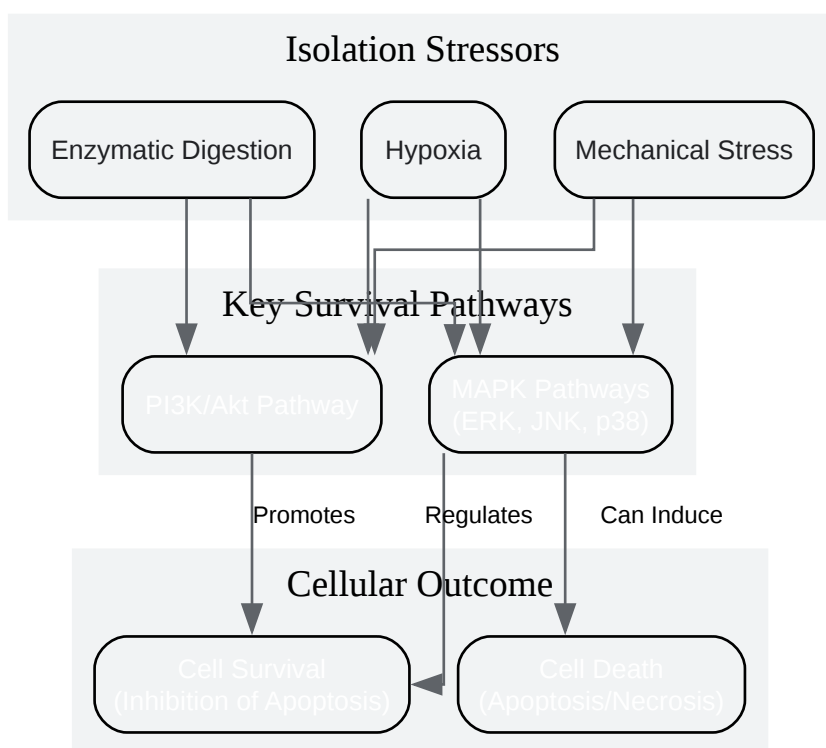 Isolation Stressors
Enzymatic Digestion
Hypoxia
Mechanical Stress
Key Survival Pathways
PI3K/Akt Pathway
MAPK Pathways
(ERK, JNK, p38)
Promotes
Regulates
Can Induce
Cellular Outcome
Cell Survival
(Inhibition of Apoptosis)
Cell Death
(Apoptosis/Necrosis)